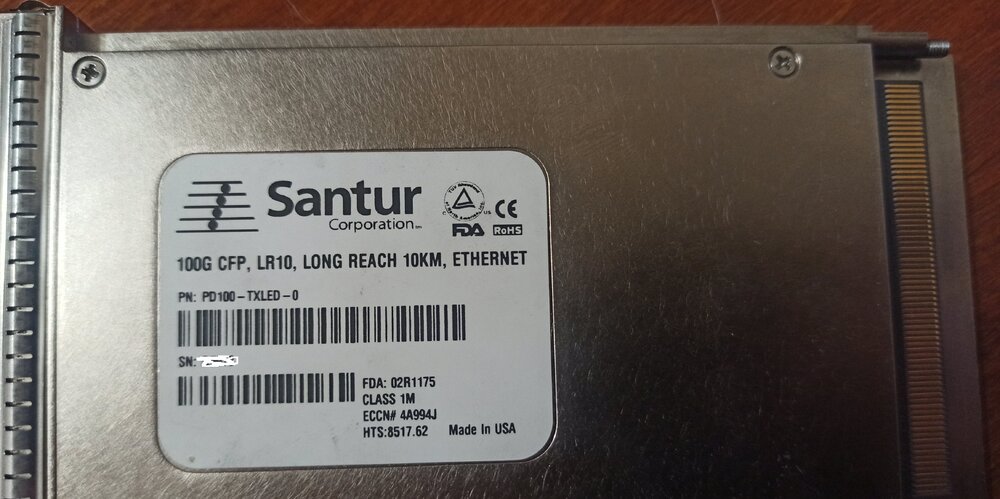 Santur
Corporation
C US CE
FDA RoHS
100G CFP, LR10, LONG REACH 10KM, ETHERNET
PN: PD100-TXLED-0
SN:
FDA: 02R1175
CLASS 1M
ECCN# 4A994J
HTS:8517.62 Made In USA